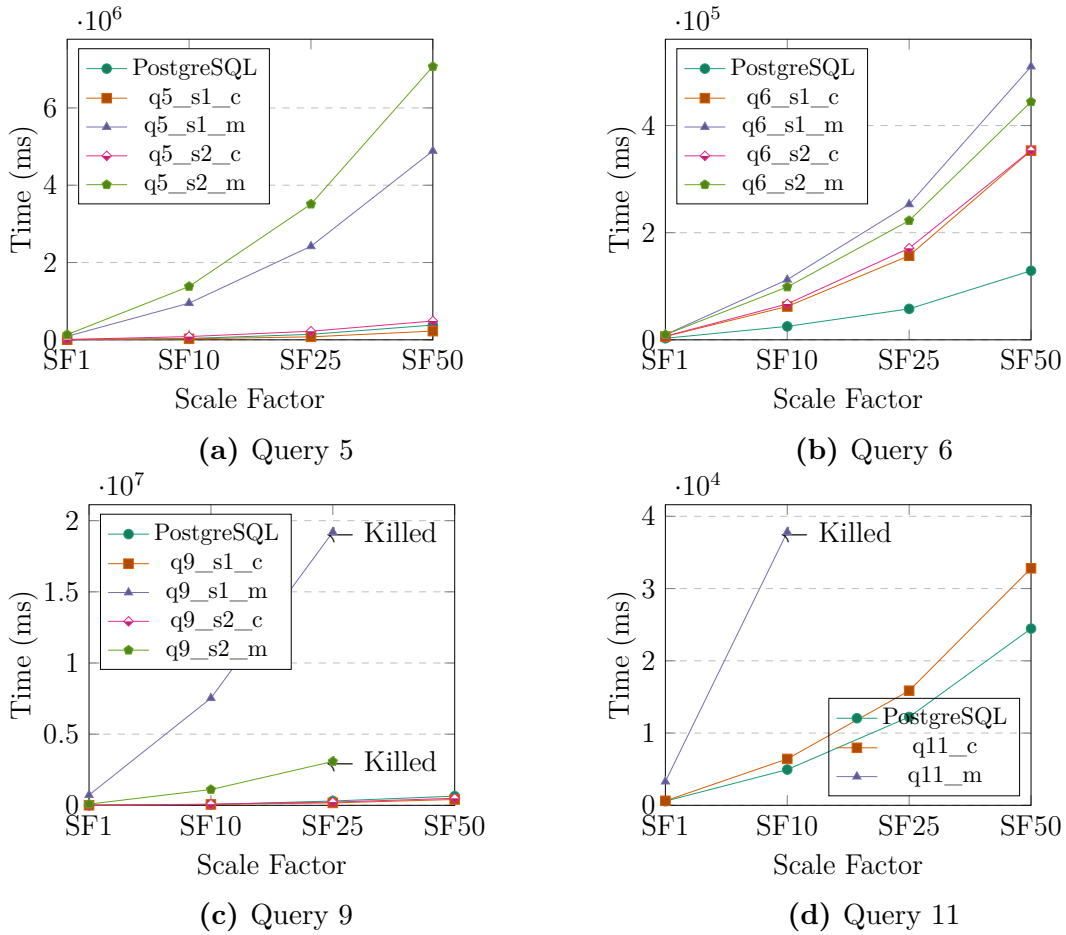 ·10^6
6
4
2
0
Time (ms)
PostgreSQL
q5_s1_c
q5_s1_m
q5_s2_c
q5_s2_m
SF1 SF10 SF25 SF50
Scale Factor
(a) Query 5
·10^5
4
2
0
Time (ms)
PostgreSQL
q6_s1_c
q6_s1_m
q6_s2_c
q6_s2_m
SF1 SF10 SF25 SF50
Scale Factor
(b) Query 6
·10^7
2
1.5
1
0.5
0
Time (ms)
PostgreSQL
q9_s1_c
q9_s1_m
q9_s2_c
q9_s2_m
Killed
Killed
SF1 SF10 SF25 SF50
Scale Factor
(c) Query 9
·10^4
4
3
2
1
0
Time (ms)
Killed
PostgreSQL
q11_c
q11_m
SF1 SF10 SF25 SF50
Scale Factor
(d) Query 11